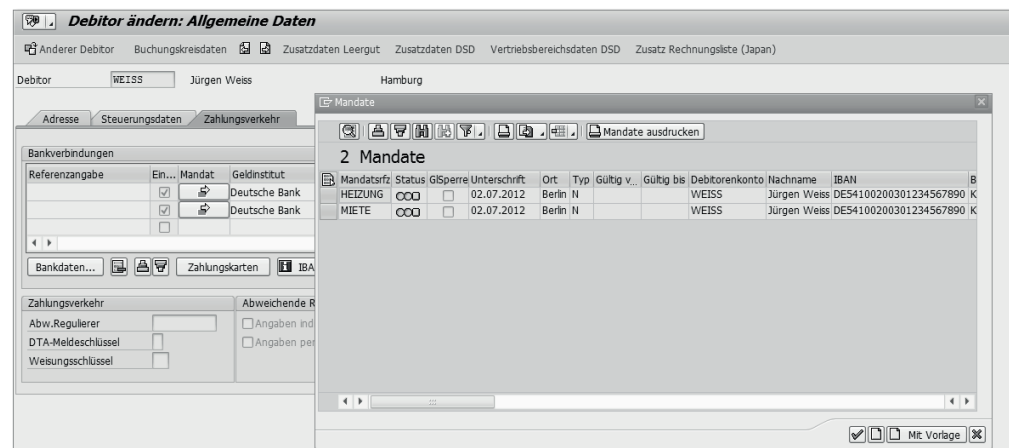 Debitor ändern: Allgemeine Daten
Anderer Debitor Buchungskreisdaten Zusatzdaten Leergut Zusatzdaten DSD Vertriebsbereichsdaten DSD Zusatz Rechnungsliste (Japan)
Debitor WEISS Jürgen Weiss Hamburg
Adresse Steuerungsdaten Zahlungsverkehr
Bankverbindungen
Referenzangabe Ein... Mandat Geldinstitut
Deutsche Bank
Deutsche Bank
Bankdaten... Zahlungskarten IBA
Zahlungsverkehr Abweichende R
Abw.Regulierer Angaben ind
DTA-Meldeschlüssel Angaben per
Weisungsschlüssel
Mandate
Mandate ausdrucken
2 Mandate
Mandatsrfz Status GlSperre Unterschrift Ort Typ Gültig v... Gültig bis Debitorenkonto Nachname IBAN B
HEIZUNG 02.07.2012 Berlin N WEISS Jürgen Weiss DE54100200301234567890 K
MIETE 02.07.2012 Berlin N WEISS Jürgen Weiss DE54100200301234567890 K
Mit Vorlage